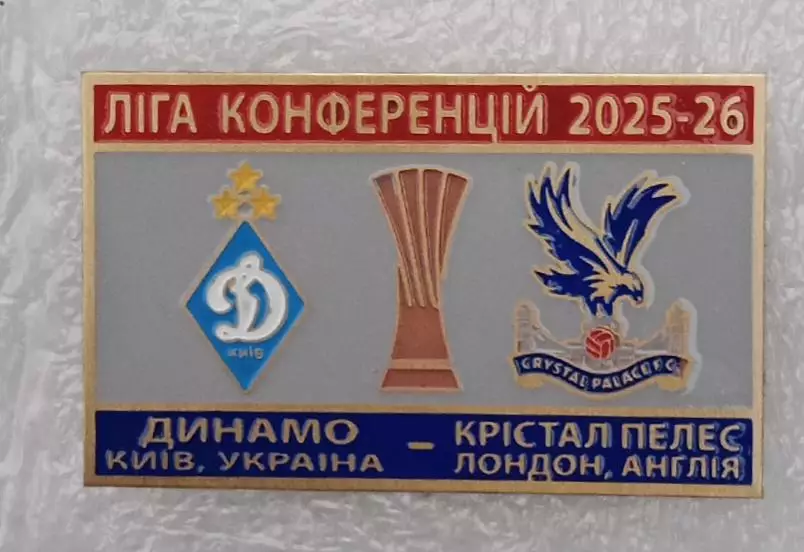 ЛІГА КОНФЕРЕНЦІЙ 2025-26
Д
КИЇВ
CRYSTAL PALACE F.C
ДИНАМО - КРІСТАЛ ПЕЛЕС
КИЇВ, УКРАЇНА ЛОНДОН, АНГЛІЯ